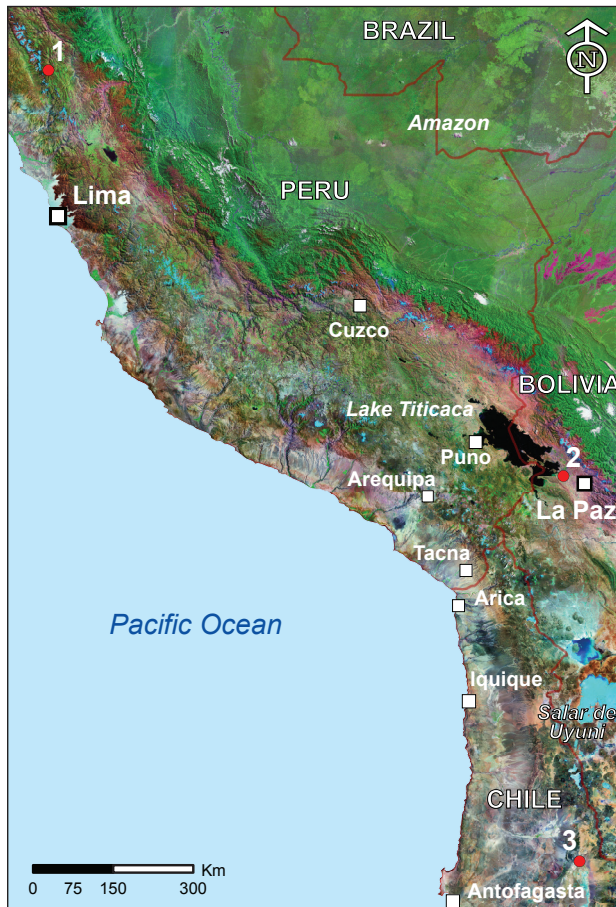 BRAZIL
1
N
Amazon
PERU
Lima
Cuzco
BOLIVIA
Lake Titicaca
Puno
2
Arequipa
La Paz
Tacna
Arica
Pacific Ocean
Iquique
Salar de
Uyuni
CHILE
3
Km
0 75 150 300
Antofagasta